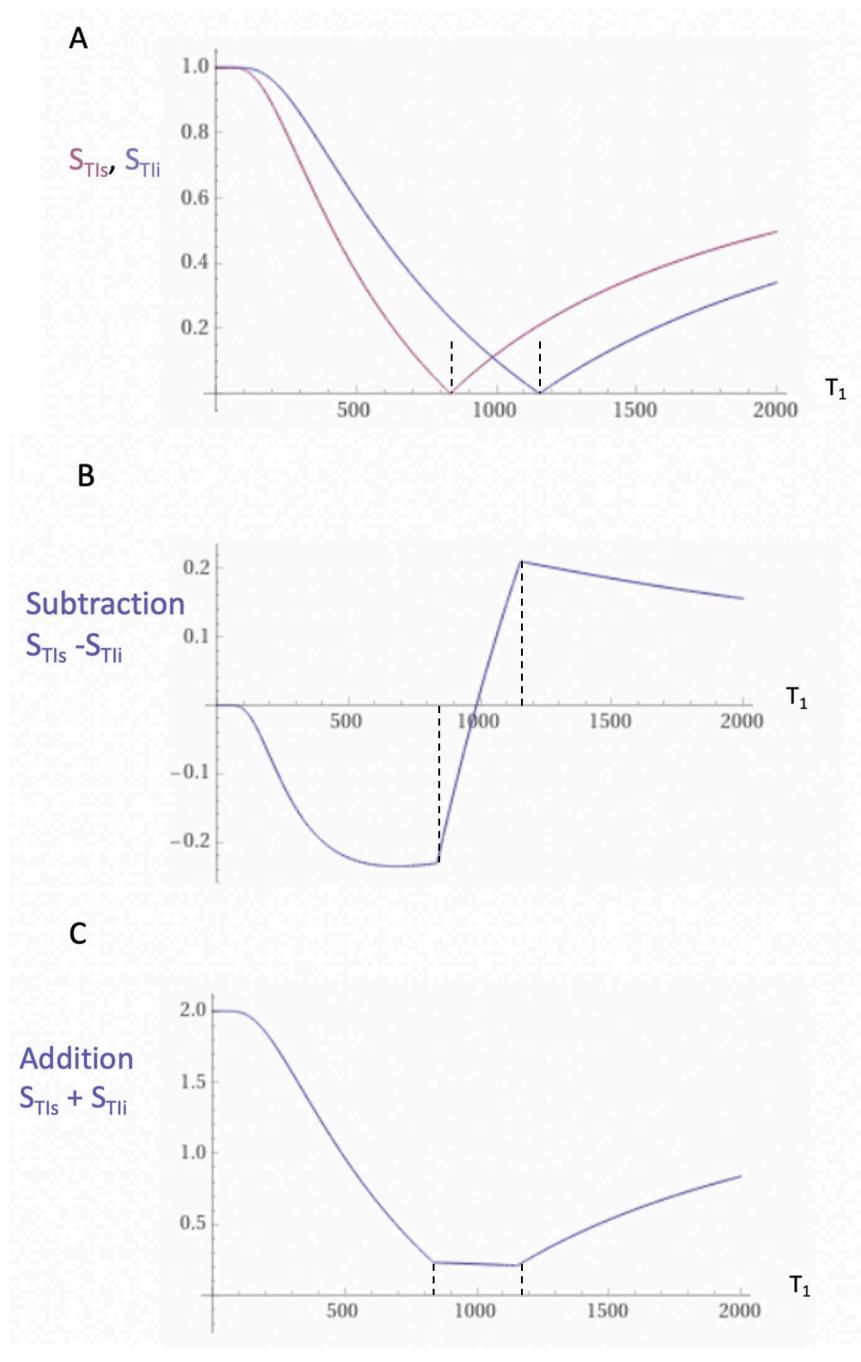 A
1.0
0.8
S_TIs, S_TIi
0.6
0.4
0.2
500 1000 1500 2000
T₁
B
0.2
Subtraction
S_TIs -S_TIi
0.1
T₁
500 1000 1500 2000
−0.1
−0.2
C
2.0
Addition
S_TIs + S_TIi
1.5
1.0
0.5
T₁
500 1000 1500 2000